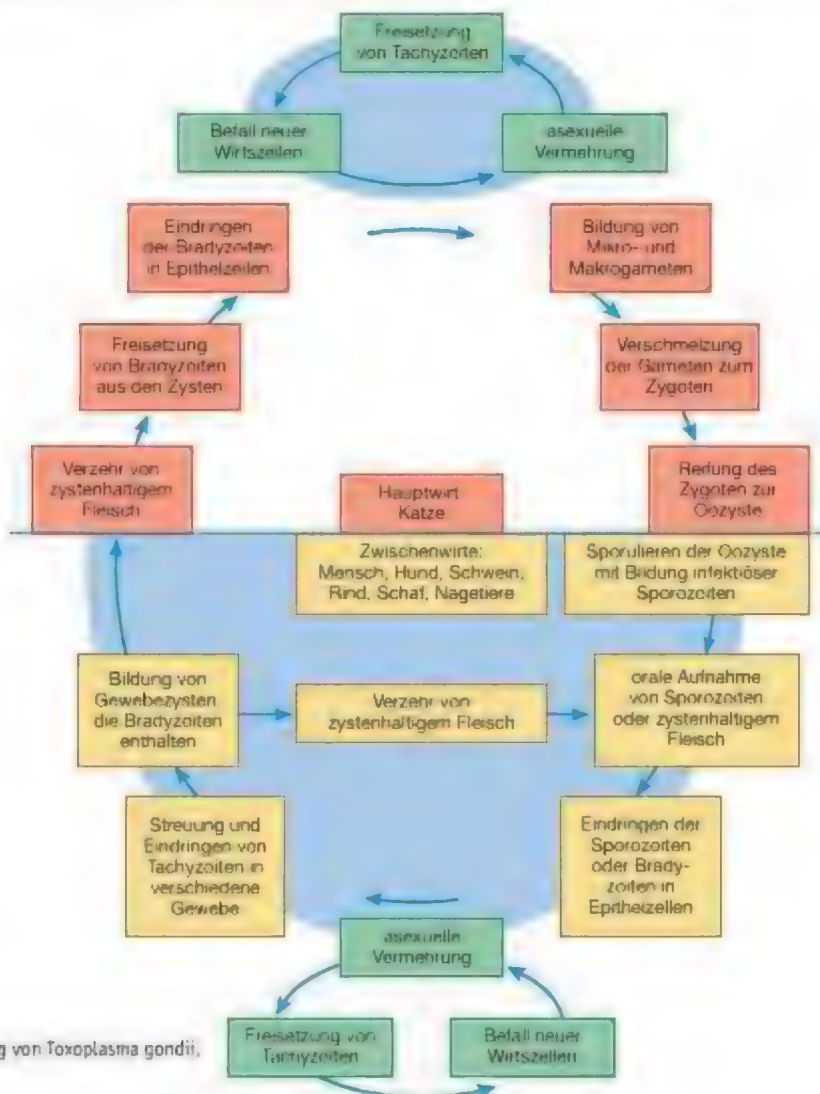 Freisetzung
von Tachyzoiten
Befall neuer
Wirtszellen
asexuelle
Vermehrung
Eindringen
der Bradyzoiten
in Epithelzellen
Bildung von
Mikro- und
Makrogameten
Freisetzung
von Bradyzoiten
aus den Zysten
Verschmelzung
der Gameten zum
Zygoten
Verzehr von
zystenhaltigem
Fleisch
Hauptwirt
Katze
Reifung des
Zygoten zur
Oozyste
Zwischenwirte:
Mensch, Hund, Schwein,
Rind, Schaf, Nagetiere
Sporulieren der Oozyste
mit Bildung infektiöser
Sporozoiten
Bildung von
Gewebezysten,
die Bradyzoiten
enthalten
Verzehr von
zystenhaltigem Fleisch
orale Aufnahme
von Sporozoiten
oder zystenhaltigem
Fleisch
Streuung und
Eindringen von
Tachyzoiten in
verschiedene
Gewebe
Eindringen der
Sporozoiten
oder Brady-
zoiten in
Epithelzellen
asexuelle
Vermehrung
Freisetzung von
Tachyzoiten
Befall neuer
Wirtszellen
g von Toxoplasma gondii.